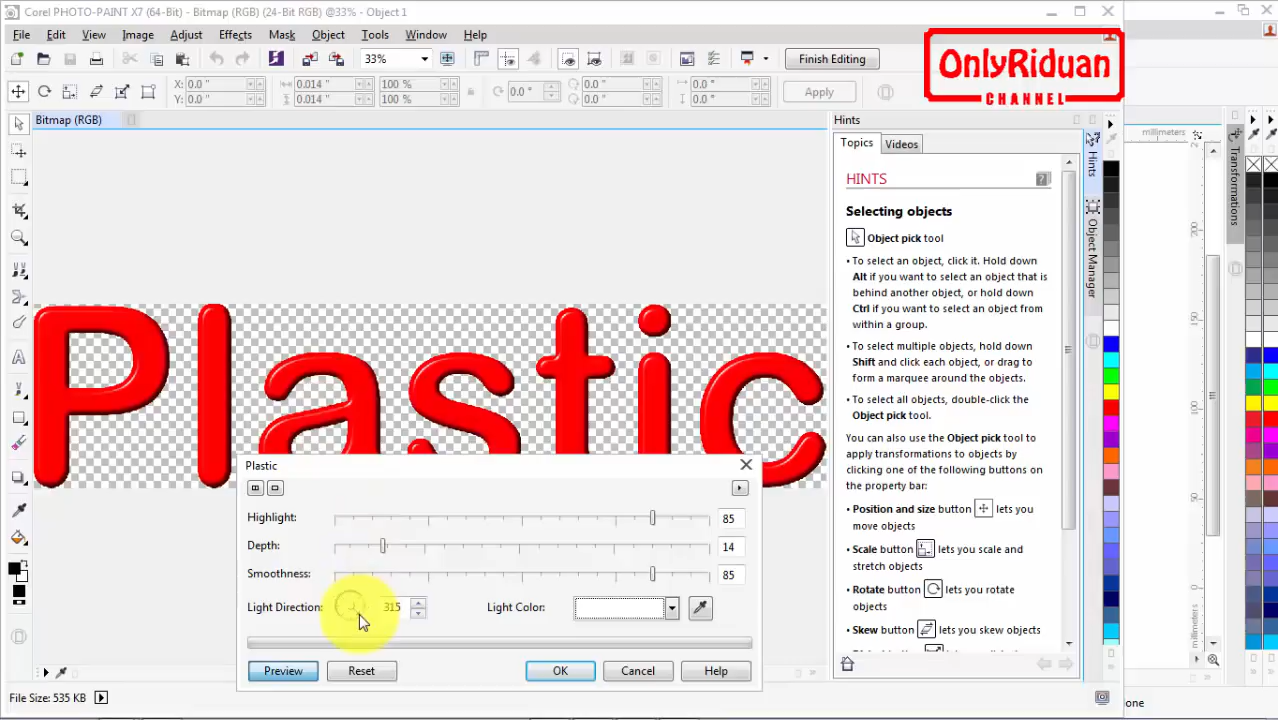 Corel PHOTO-PAINT X7 (64-Bit) - Bitmap (RGB) (24-Bit RGB) @33% - Object 1
File Edit View Image Adjust Effects Mask Object Tools Window Help
33%
Finish Editing
OnlyRiduan
CHANNEL
X: 0.0 " 0.014 " 100 % 0.0 ° 0.0 " 0.0 "
Y: 0.0 " 0.014 " 100 % 0.0 " 0.0 "
Apply
Bitmap (RGB)
Hints
Topics Videos
HINTS
Selecting objects
Object pick tool
• To select an object, click it. Hold down
Alt if you want to select an object that is
behind another object, or hold down
Ctrl if you want to select an object from
within a group.
• To select multiple objects, hold down
Shift and click each object, or drag to
form a marquee around the objects.
• To select all objects, double-click the
Object pick tool.
You can also use the Object pick tool to
apply transformations to objects by
clicking one of the following buttons on
the property bar:
• Position and size button lets you
move objects
• Scale button lets you scale and
stretch objects
• Rotate button lets you rotate
objects
• Skew button lets you skew objects
Hints
Object Manager
millimeters
Transformations
200
150
100
50
Plastic
Plastic
Highlight: 85
Depth: 14
Smoothness: 85
Light Direction: 315 Light Color:
Preview Reset OK Cancel Help
File Size: 535 KB
one